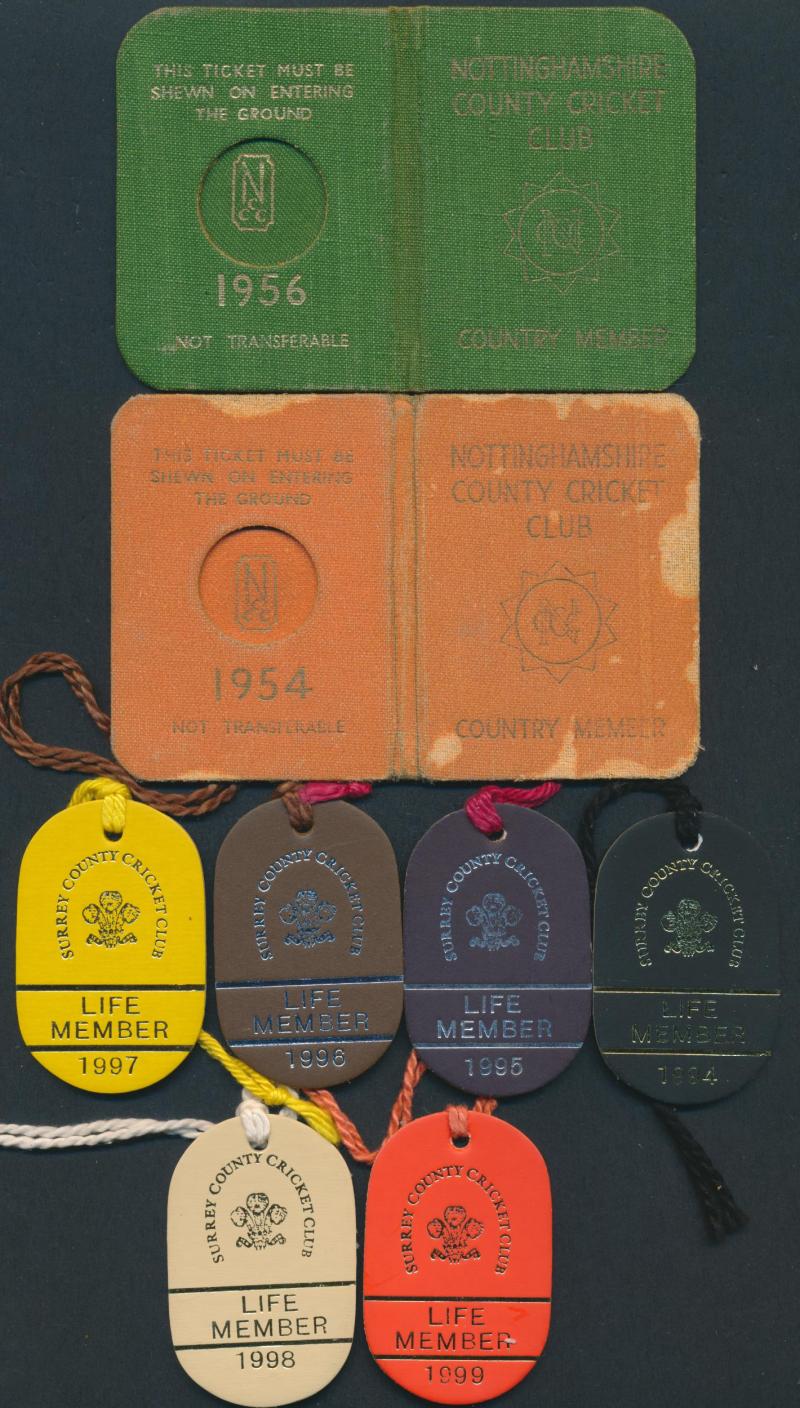 THIS TICKET MUST BE
SHEWN ON ENTERING
THE GROUND
N
CCC
1956
NOT TRANSFERABLE
NOTTINGHAMSHIRE
COUNTY CRICKET
CLUB
COUNTRY MEMBER
THIS TICKET MUST BE
SHEWN ON ENTERING
THE GROUND
N
CCC
1954
NOT TRANSFERABLE
NOTTINGHAMSHIRE
COUNTY CRICKET
CLUB
COUNTRY MEMBER
SURREY COUNTY CRICKET CLUB
LIFE
MEMBER
1997
SURREY COUNTY CRICKET CLUB
LIFE
MEMBER
1996
SURREY COUNTY CRICKET CLUB
LIFE
MEMBER
1995
SURREY COUNTY CRICKET CLUB
LIFE
MEMBER
1994
SURREY COUNTY CRICKET CLUB
LIFE
MEMBER
1998
SURREY COUNTY CRICKET CLUB
LIFE
MEMBER
1999